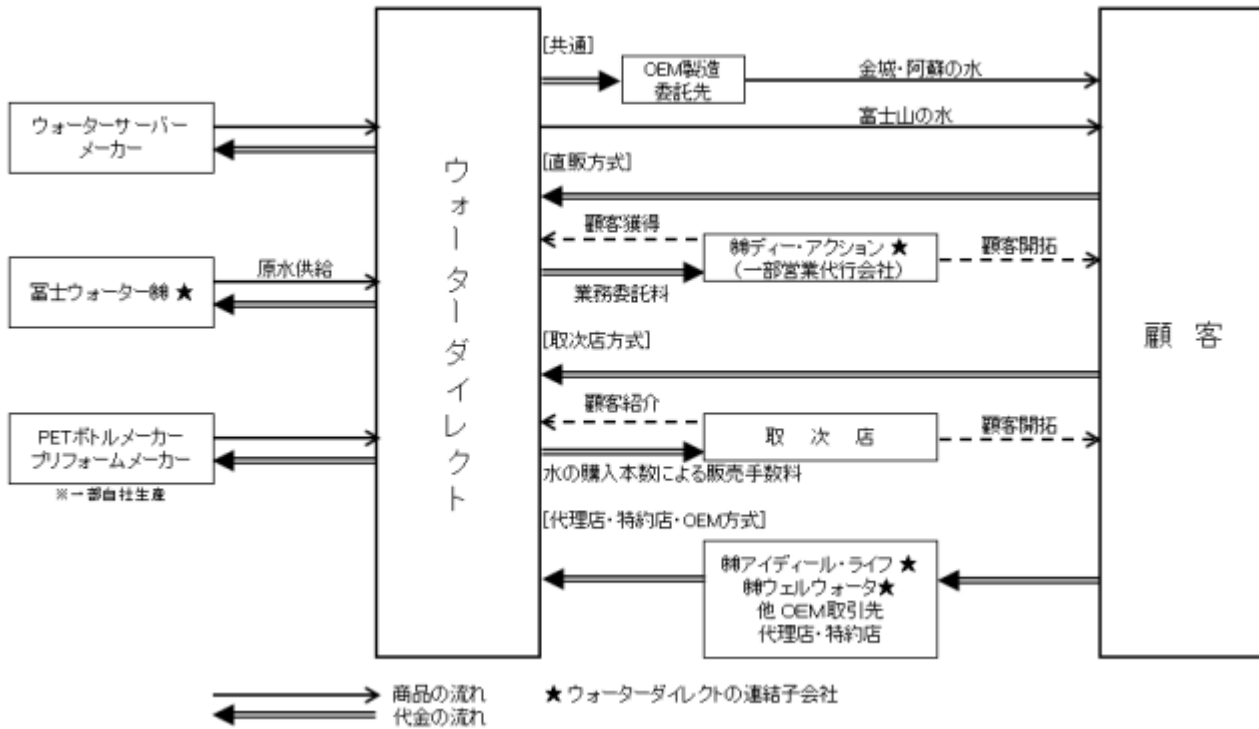 [共通]
OEM製造
委託先
金城・阿蘇の水
富士山の水
ウォーターサーバー
メーカー
[直販方式]
顧客獲得
㈱ディー・アクション ★
(一部営業代行会社)
顧客開拓
業務委託料
原水供給
冨士ウォーター㈱ ★
ウォーターダイレクト
顧 客
[取次店方式]
顧客紹介
取 次 店
顧客開拓
水の購入本数による販売手数料
PETボトルメーカー
プリフォームメーカー
※一部自社生産
[代理店・特約店・OEM方式]
㈱アイディール・ライフ ★
㈱ウェルウォータ★
他 OEM取引先
代理店・特約店
商品の流れ
代金の流れ
★ ウォーターダイレクトの連結子会社